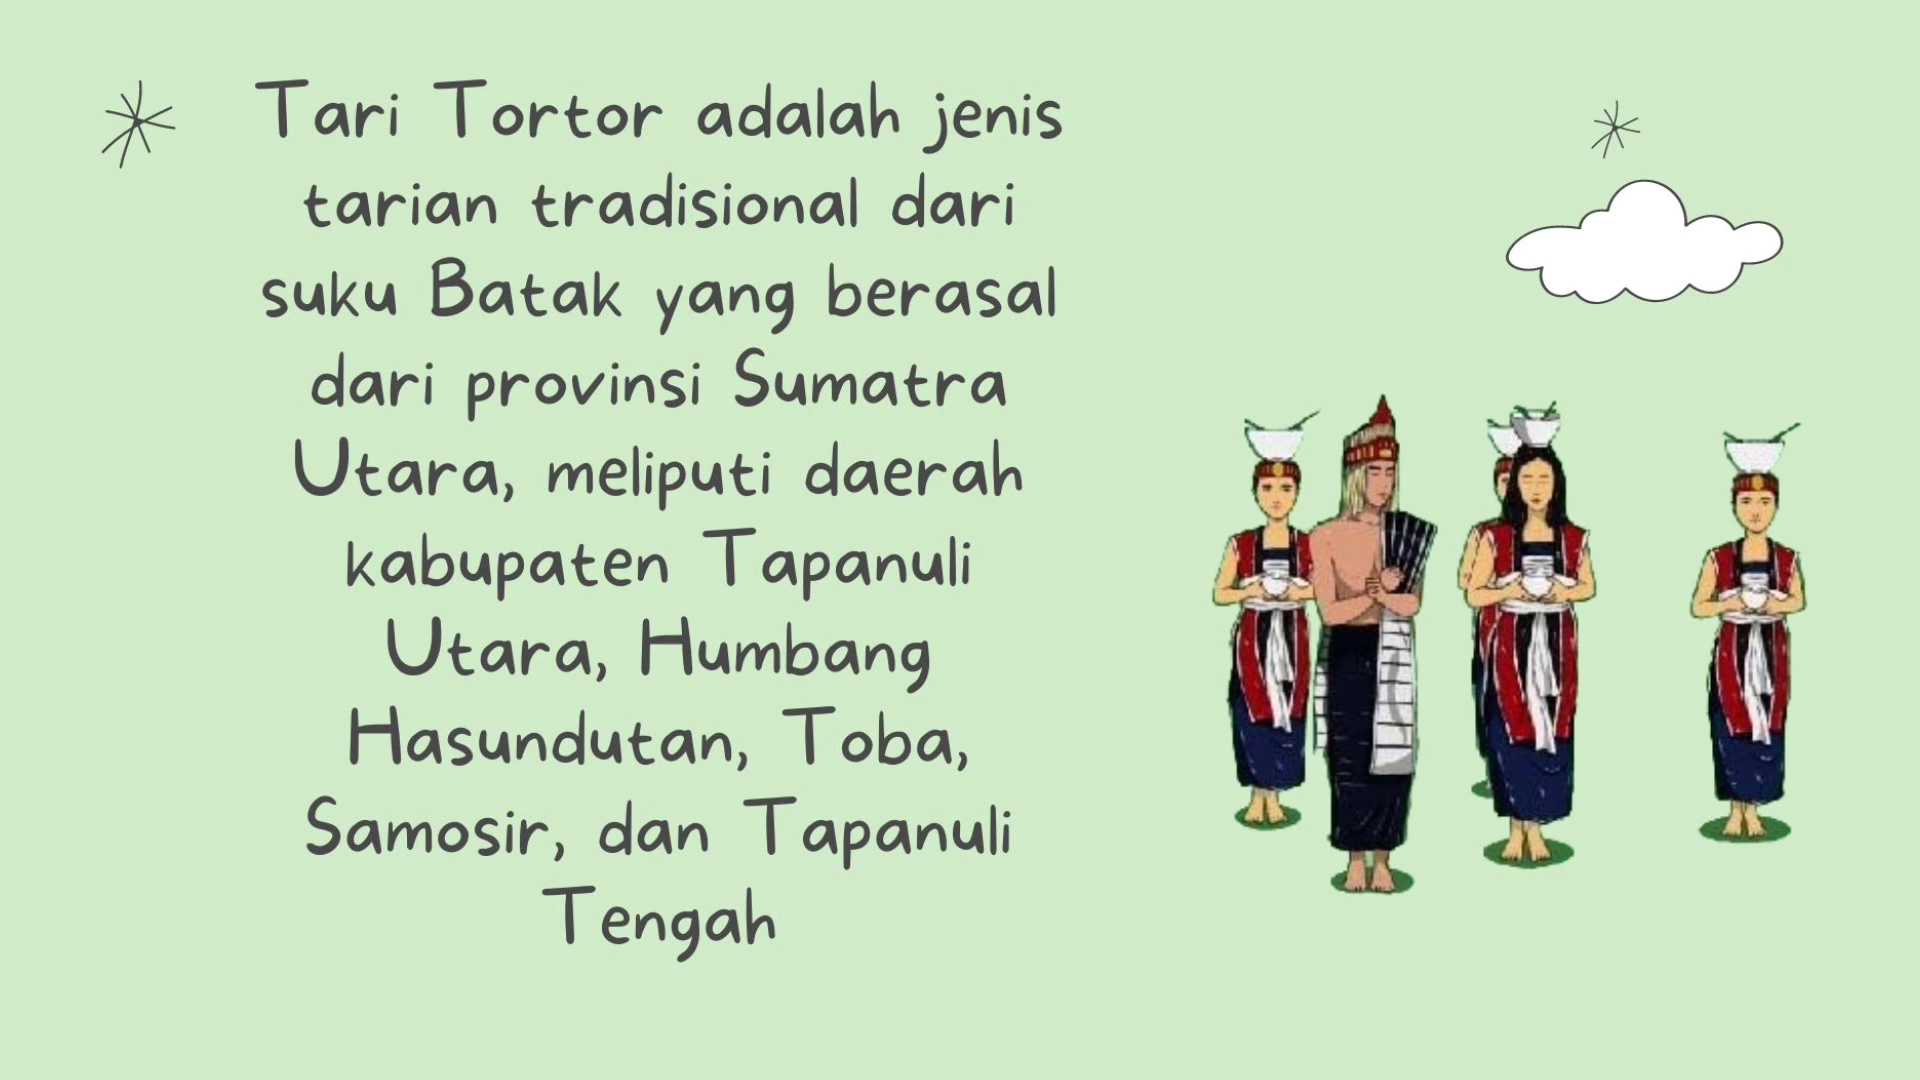 Tari Tortor adalah jenis
tarian tradisional dari
suku Batak yang berasal
dari provinsi Sumatra
Utara, meliputi daerah
kabupaten Tapanuli
Utara, Humbang
Hasundutan, Toba,
Samosir, dan Tapanuli
Tengah